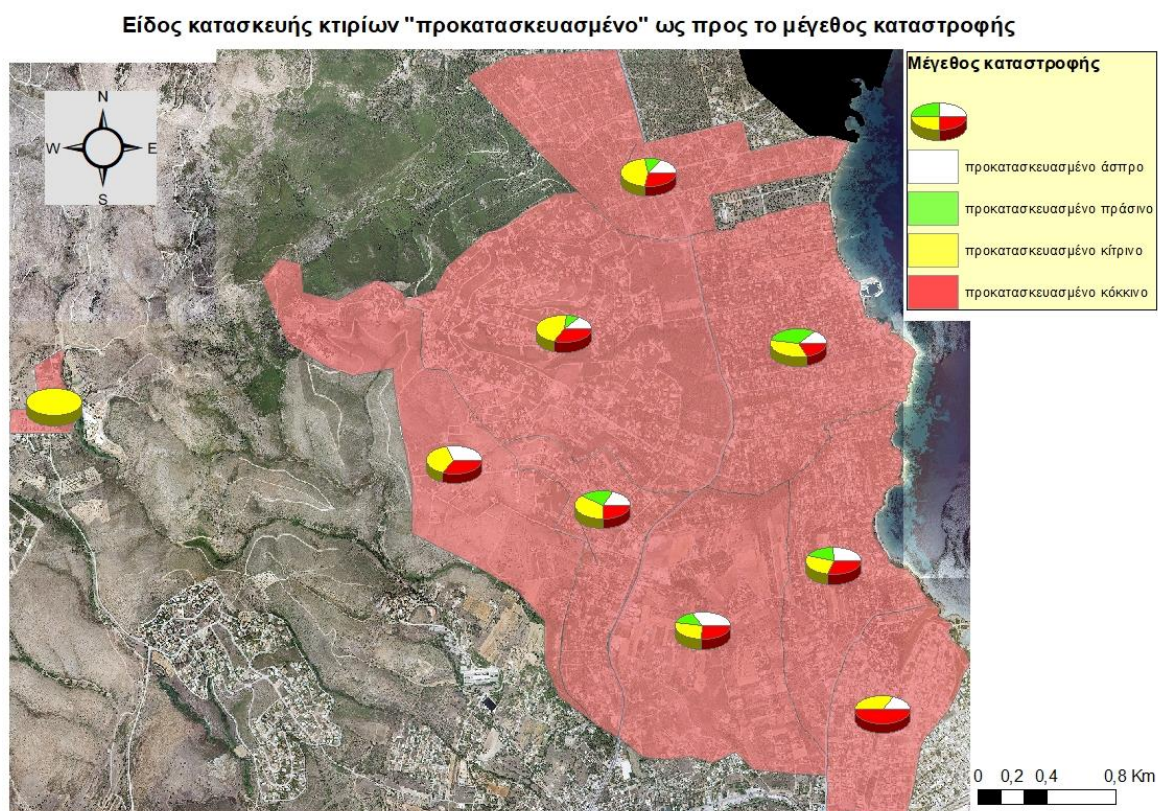 Είδος κατασκευής κτιρίων "προκατασκευασμένο" ως προς το μέγεθος καταστροφής
N
W E
S
Μέγεθος καταστροφής
προκατασκευασμένο άσπρο
προκατασκευασμένο πράσινο
προκατασκευασμένο κίτρινο
προκατασκευασμένο κόκκινο
0 0,2 0,4 0,8 Km